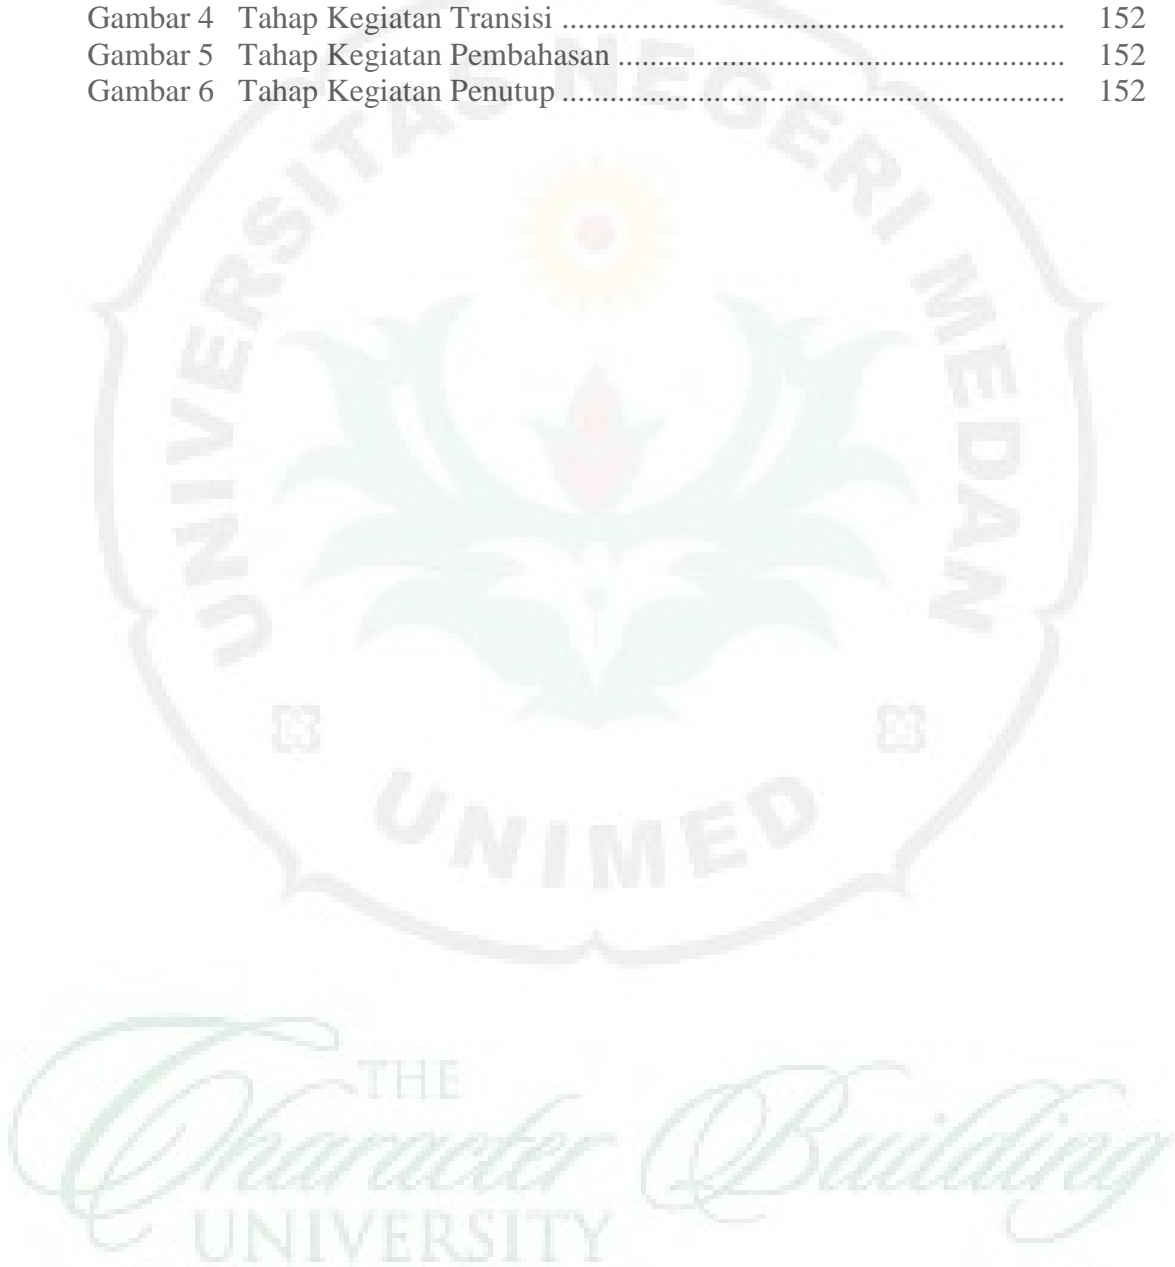 Gambar 4 Tahap Kegiatan Transisi ............................................................... 152
Gambar 5 Tahap Kegiatan Pembahasan ........................................................ 152
Gambar 6 Tahap Kegiatan Penutup ............................................................... 152
UNIVERSITAS NEGERI MEDAN
UNIMED
THE
Character Building
UNIVERSITY